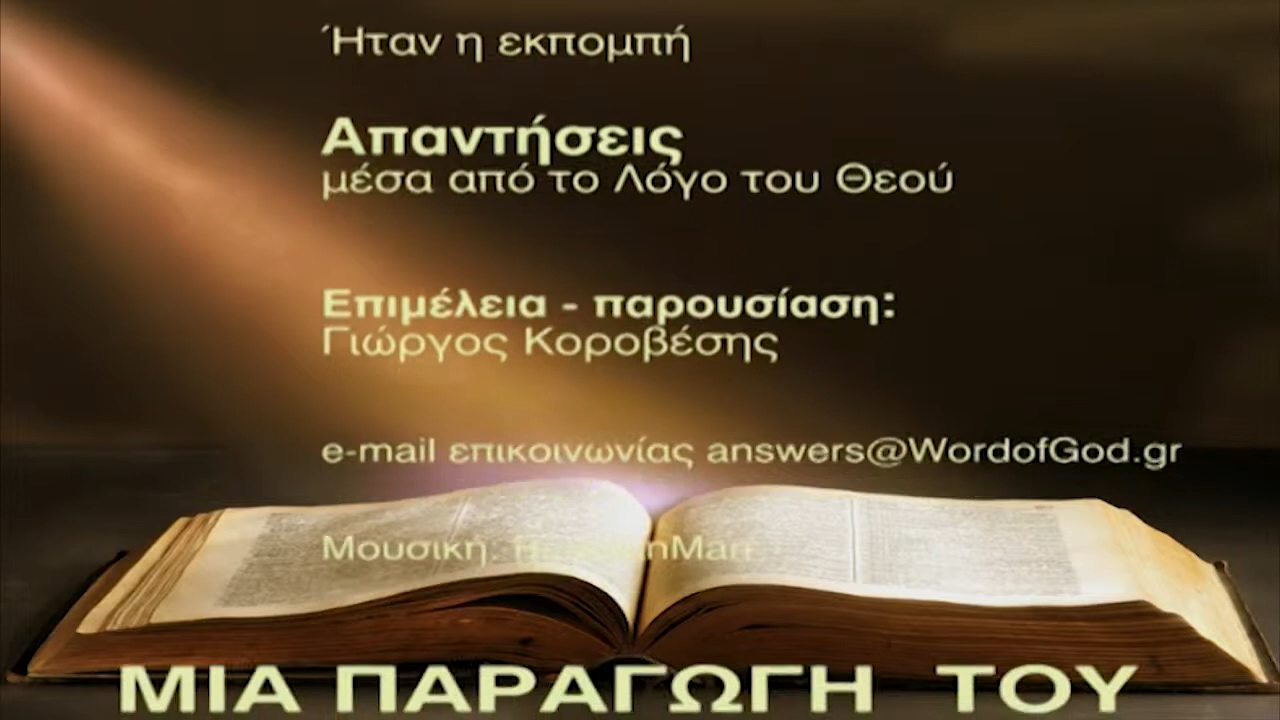 Ήταν η εκπομπή
Απαντήσεις
μέσα από το Λόγο του Θεού
Επιμέλεια - παρουσίαση:
Γιώργος Κοροβέσης
e-mail επικοινωνίας answers@WordofGod.gr
Μουσική:
ΜΙΑ ΠΑΡΑΓΩΓΗ ΤΟΥ